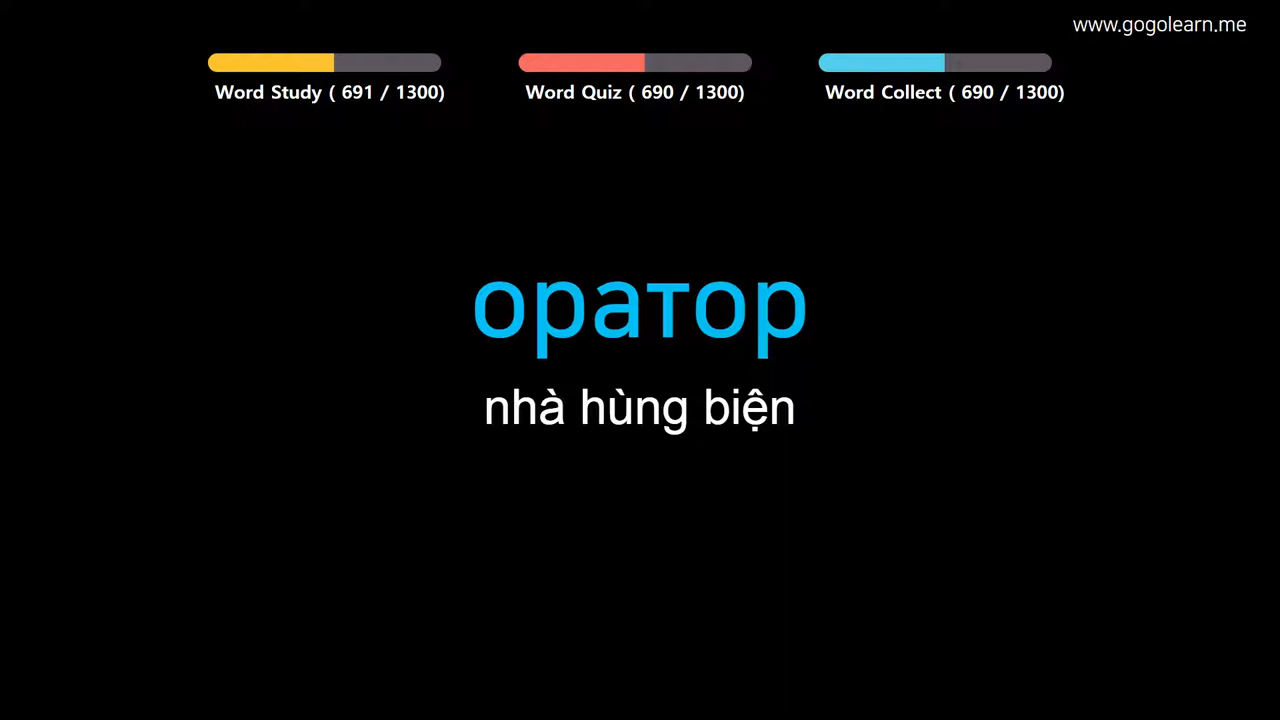 www.gogolearn.me
Word Study ( 691 / 1300)
Word Quiz ( 690 / 1300)
Word Collect ( 690 / 1300)
оратор
nhà hùng biện